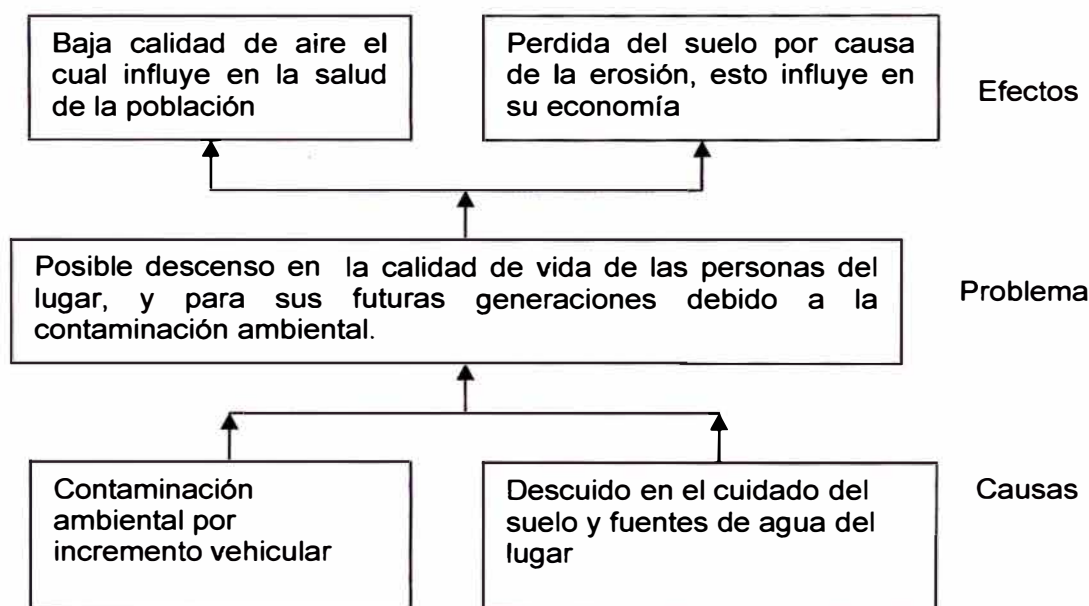 Baja calidad de aire el
cual influye en la salud
de la población
Perdida del suelo por causa
de la erosión, esto influye en
su economía
Efectos
Posible descenso en la calidad de vida de las personas del
lugar, y para sus futuras generaciones debido a la
contaminación ambiental.
Problema
Contaminación
ambiental por
incremento vehicular
Descuido en el cuidado del
suelo y fuentes de agua del
lugar
Causas